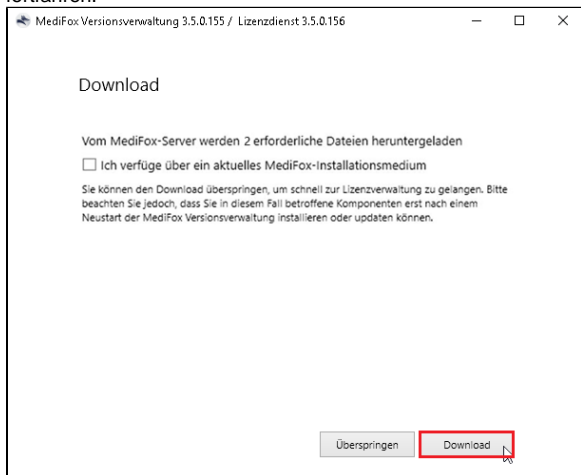 fortfahren.
MediFox Versionsverwaltung 3.5.0.155 / Lizenzdienst 3.5.0.156
Download
Vom MediFox-Server werden 2 erforderliche Dateien heruntergeladen
Ich verfüge über ein aktuelles MediFox-Installationsmedium
Sie können den Download überspringen, um schnell zur Lizenzverwaltung zu gelangen. Bitte
beachten Sie jedoch, dass Sie in diesem Fall betroffene Komponenten erst nach einem
Neustart der MediFox Versionsverwaltung installieren oder updaten können.
Überspringen Download